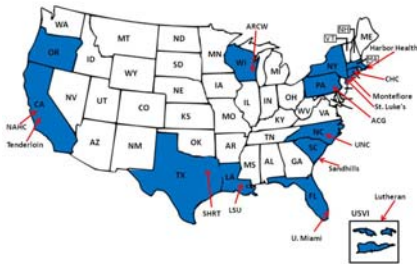 ARCW
NH
VT
WA
MT
ND
MN
ME
OR
ID
SD
WI
MI
NY
MA
Harbor Health
WY
IA
PA
CHC
NV
NE
IL
IN
OH
Montefiore
St. Luke's
CA
UT
CO
KS
MO
KY
WV
VA
ACG
NAHC
Tenderloin
AZ
NM
OK
AR
TN
NC
UNC
SC
Sandhills
TX
LA
MS
AL
GA
FL
SHRT
LSU
U. Miami
Lutheran
USVI